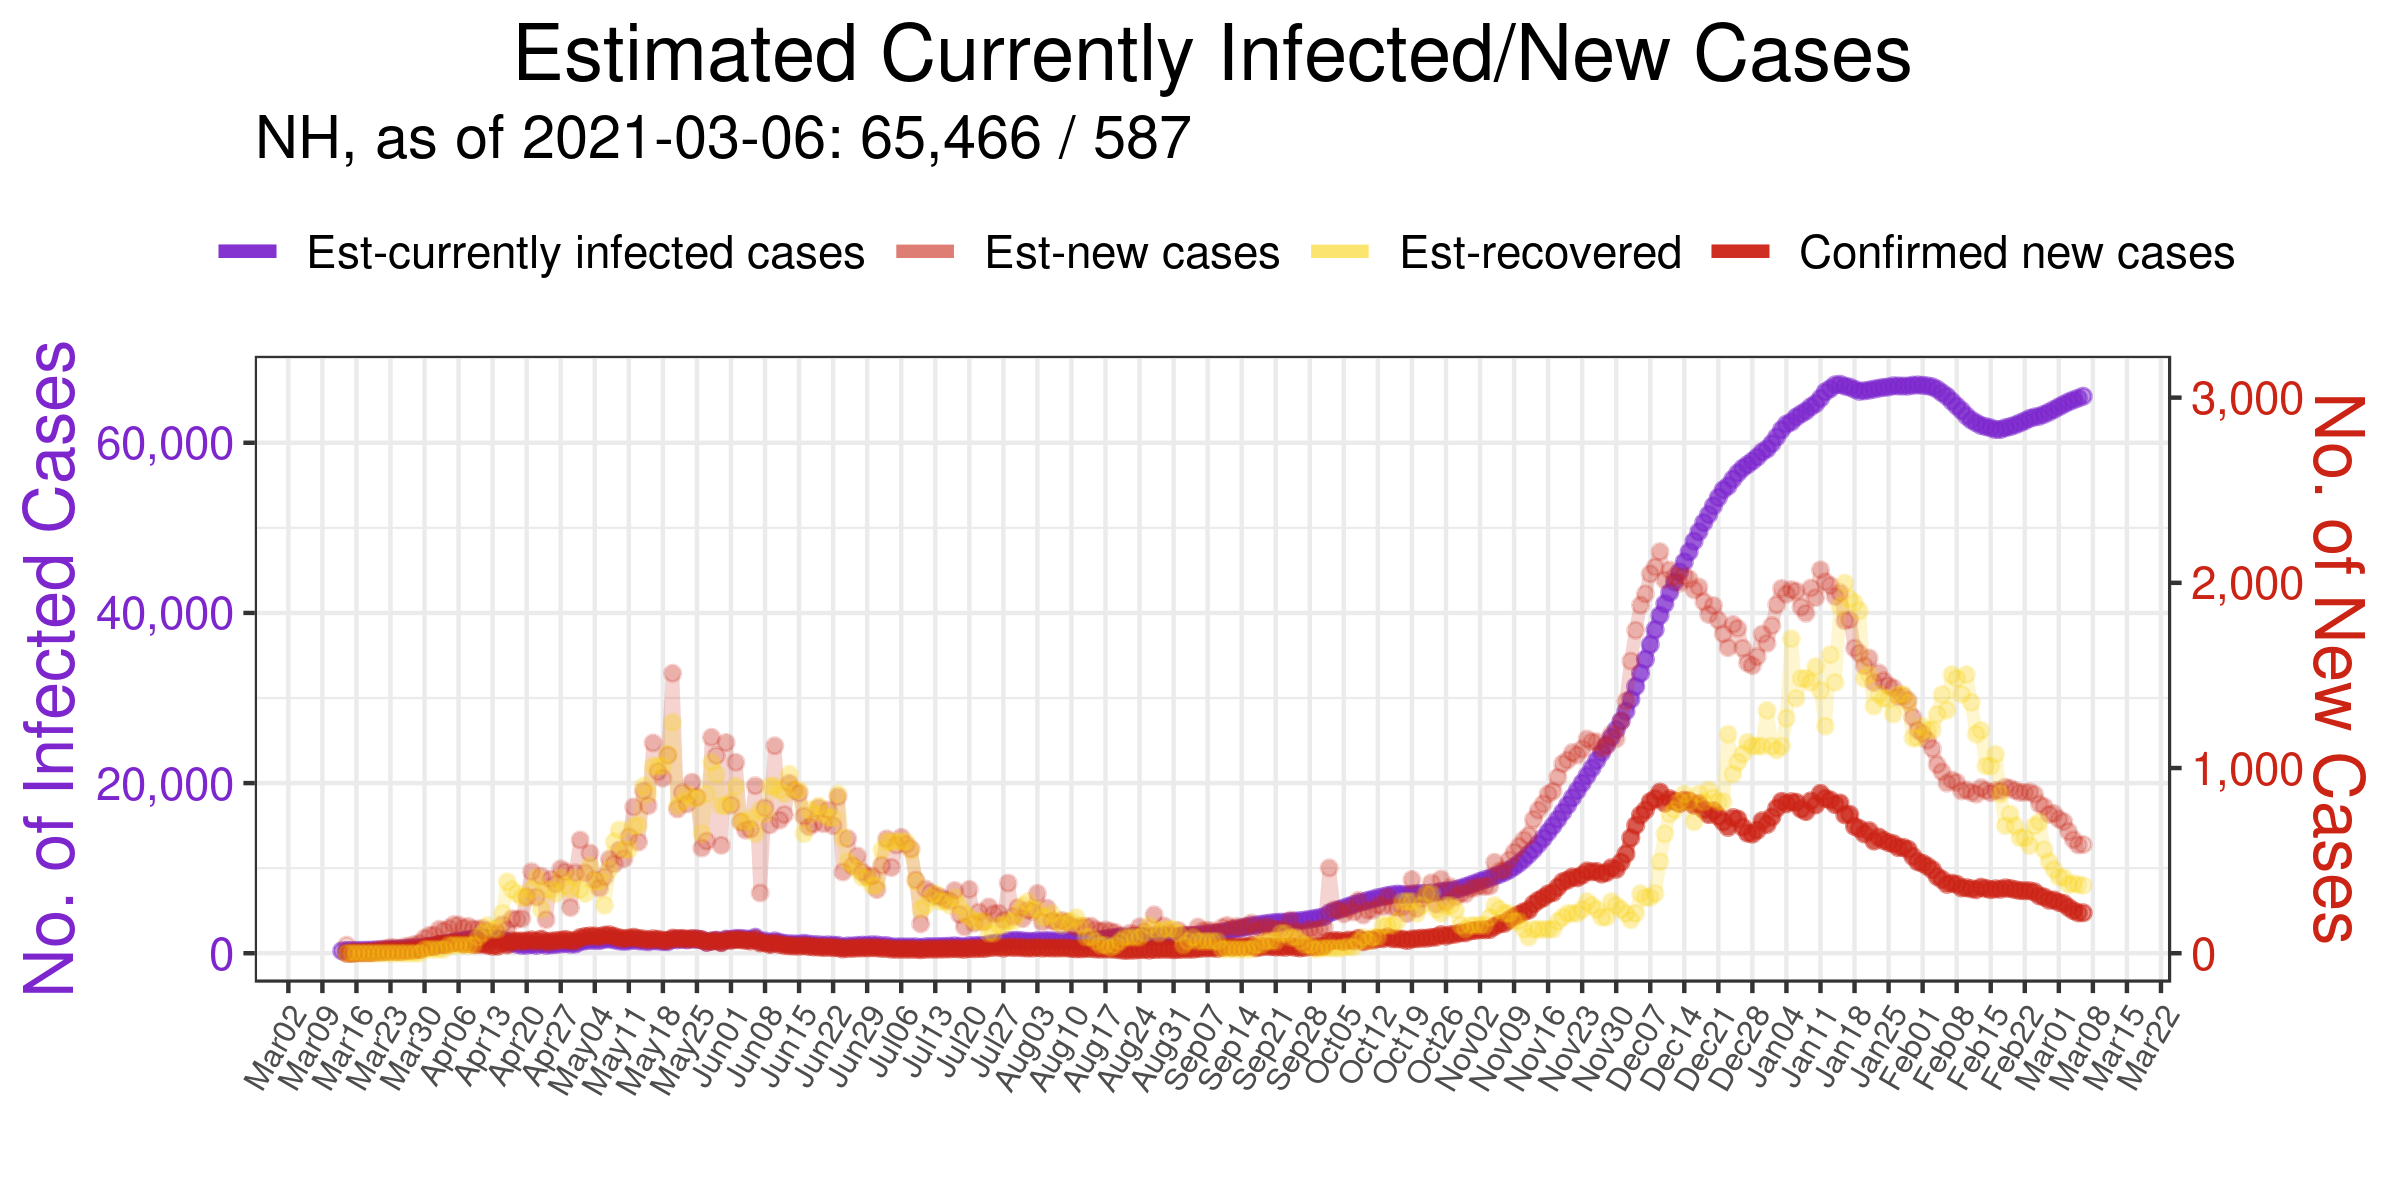 Estimated Currently Infected/New Cases
NH, as of 2021-03-06: 65,466 / 587
Est-currently infected cases Est-new cases Est-recovered Confirmed new cases
No. of Infected Cases
60,000
40,000
20,000
0
3,000
2,000
1,000
0
No. of New Cases
Mar02 Mar09 Mar16 Mar23 Mar30 Apr06 Apr13 Apr20 Apr27 May04 May11 May18 May25 Jun01 Jun08 Jun15 Jun22 Jun29 Jul06 Jul13 Jul20 Jul27 Aug03 Aug10 Aug17 Aug24 Aug31 Sep07 Sep14 Sep21 Sep28 Oct05 Oct12 Oct19 Oct26 Nov02 Nov09 Nov16 Nov23 Nov30 Dec07 Dec14 Dec21 Dec28 Dec04 Jan11 Jan18 Jan25 Feb01 Feb08 Feb15 Feb22 Mar01 Mar08 Mar15 Mar22